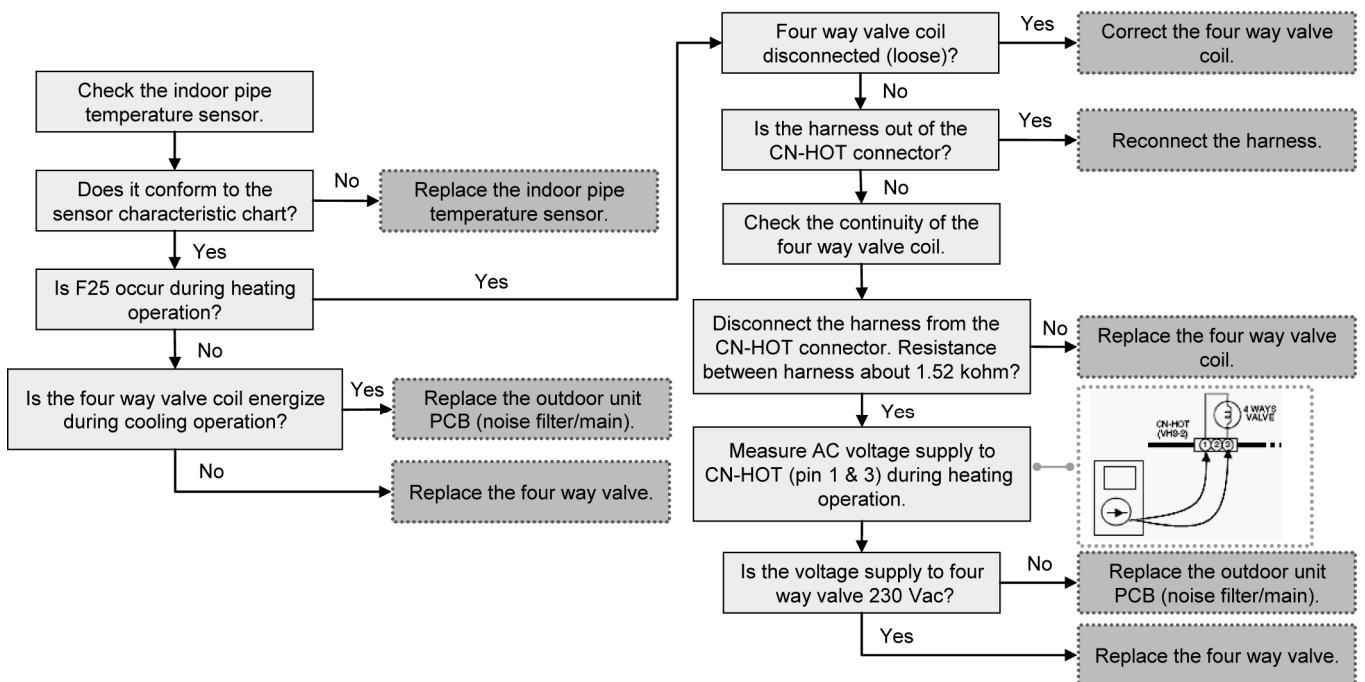 Check the indoor pipe
temperature sensor.
Does it conform to the
sensor characteristic chart?
No
Replace the indoor pipe
temperature sensor.
Yes
Is F25 occur during heating
operation?
Yes
No
Is the four way valve coil energize
during cooling operation?
Yes
Replace the outdoor unit
PCB (noise filter/main).
No
Replace the four way valve.
Four way valve coil
disconnected (loose)?
Yes
Correct the four way valve
coil.
No
Is the harness out of the
CN-HOT connector?
Yes
Reconnect the harness.
No
Check the continuity of the
four way valve coil.
Disconnect the harness from the
CN-HOT connector. Resistance
between harness about 1.52 kohm?
No
Replace the four way valve
coil.
Yes
Measure AC voltage supply to
CN-HOT (pin 1 & 3) during heating
operation.
4 WAYS
VALVE
CN-HOT
(VH9-2)
1 2 3
Is the voltage supply to four
way valve 230 Vac?
No
Replace the outdoor unit
PCB (noise filter/main).
Yes
Replace the four way valve.